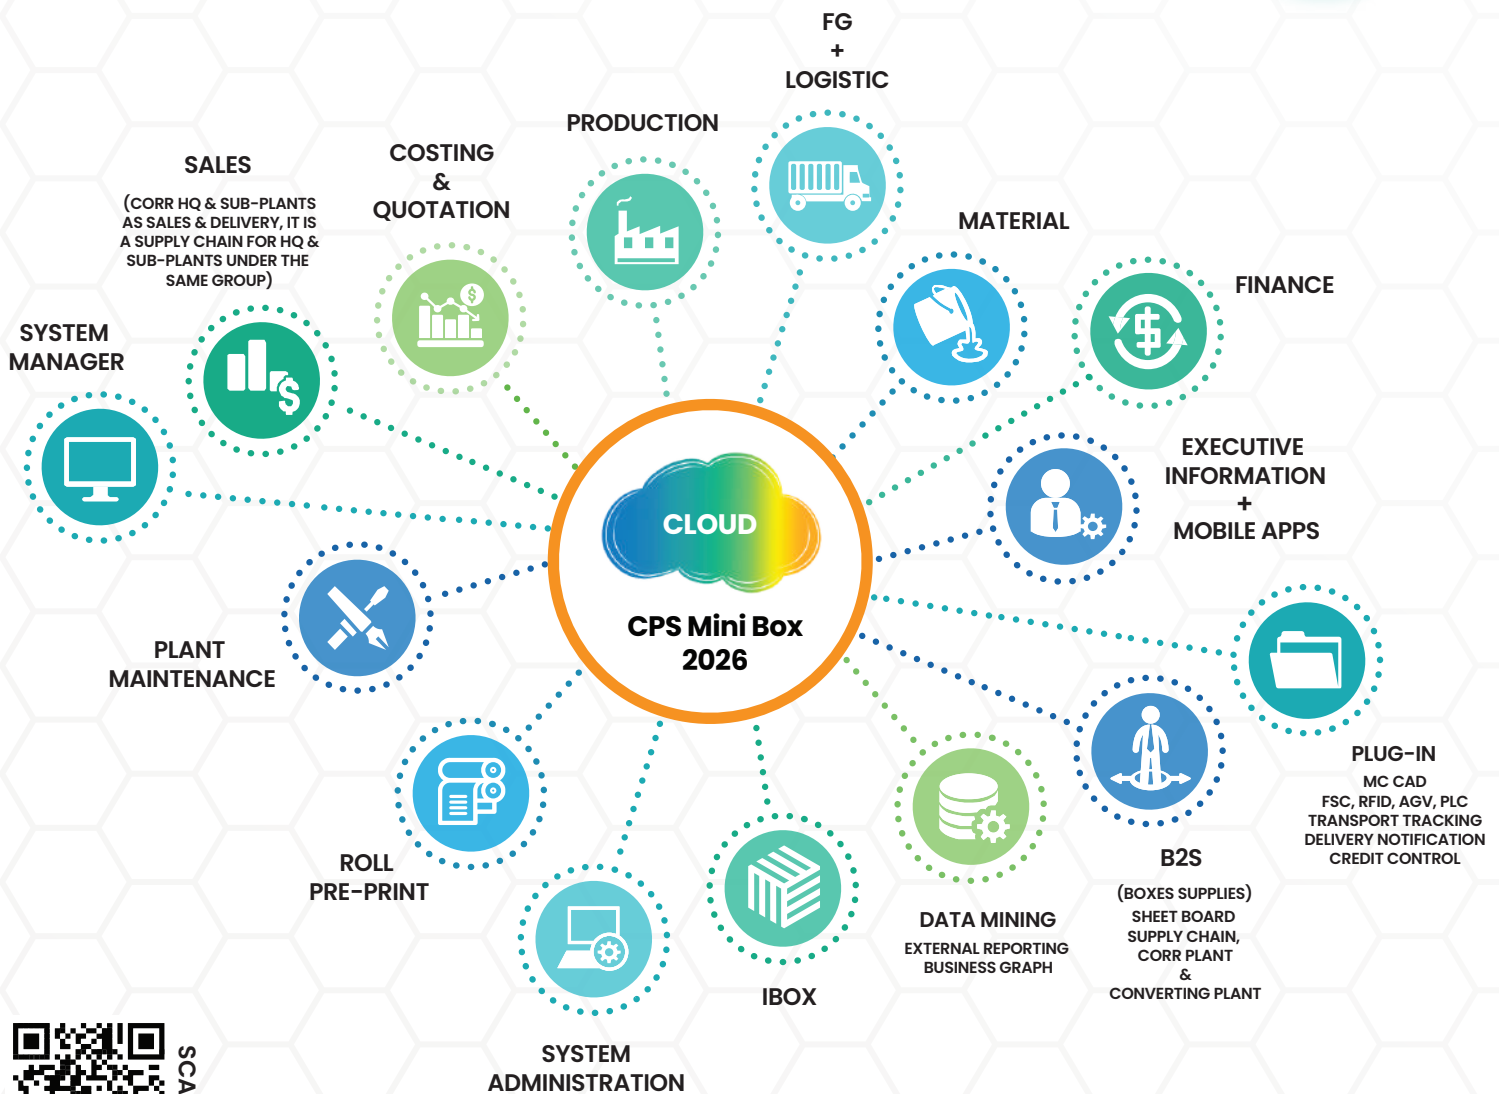 FG
+
LOGISTIC
PRODUCTION
COSTING
&
QUOTATION
SALES
(CORR HQ & SUB-PLANTS
AS SALES & DELIVERY, IT IS
A SUPPLY CHAIN FOR HQ &
SUB-PLANTS UNDER THE
SAME GROUP)
MATERIAL
FINANCE
SYSTEM
MANAGER
EXECUTIVE
INFORMATION
+
MOBILE APPS
CLOUD
CPS Mini Box
2026
PLANT
MAINTENANCE
PLUG-IN
MC CAD
FSC, RFID, AGV, PLC
TRANSPORT TRACKING
DELIVERY NOTIFICATION
CREDIT CONTROL
ROLL
PRE-PRINT
B2S
(BOXES SUPPLIES)
SHEET BOARD
SUPPLY CHAIN,
CORR PLANT
&
CONVERTING PLANT
DATA MINING
EXTERNAL REPORTING
BUSINESS GRAPH
IBOX
SYSTEM
ADMINISTRATION
SCA